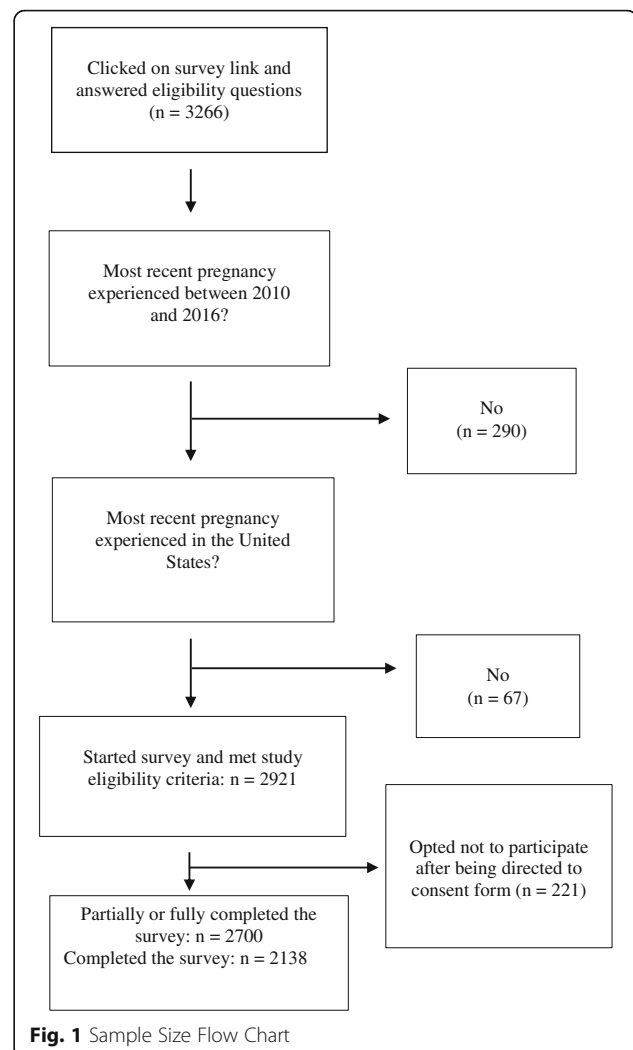 Clicked on survey link and
answered eligibility questions
(n = 3266)
Most recent pregnancy
experienced between 2010
and 2016?
No
(n = 290)
Most recent pregnancy
experienced in the United
States?
No
(n = 67)
Started survey and met study
eligibility criteria: n = 2921
Opted not to participate
after being directed to
consent form (n = 221)
Partially or fully completed the
survey: n = 2700
Completed the survey: n = 2138
Fig. 1 Sample Size Flow Chart